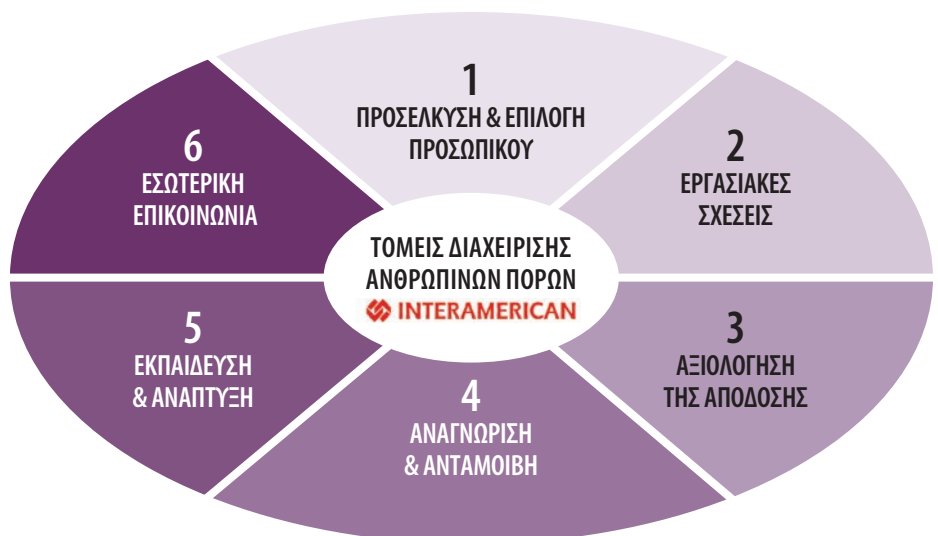 1
ΠΡΟΣΕΛΚΥΣΗ & ΕΠΙΛΟΓΗ
ΠΡΟΣΩΠΙΚΟΥ
2
ΕΡΓΑΣΙΑΚΕΣ
ΣΧΕΣΕΙΣ
3
ΑΞΙΟΛΟΓΗΣΗ
ΤΗΣ ΑΠΟΔΟΣΗΣ
4
ΑΝΑΓΝΩΡΙΣΗ
& ΑΝΤΑΜΟΙΒΗ
5
ΕΚΠΑΙΔΕΥΣΗ
& ΑΝΑΠΤΥΞΗ
6
ΕΣΩΤΕΡΙΚΗ
ΕΠΙΚΟΙΝΩΝΙΑ
ΤΟΜΕΙΣ ΔΙΑΧΕΙΡΙΣΗΣ
ΑΝΘΡΩΠΙΝΩΝ ΠΟΡΩΝ
INTERAMERICAN